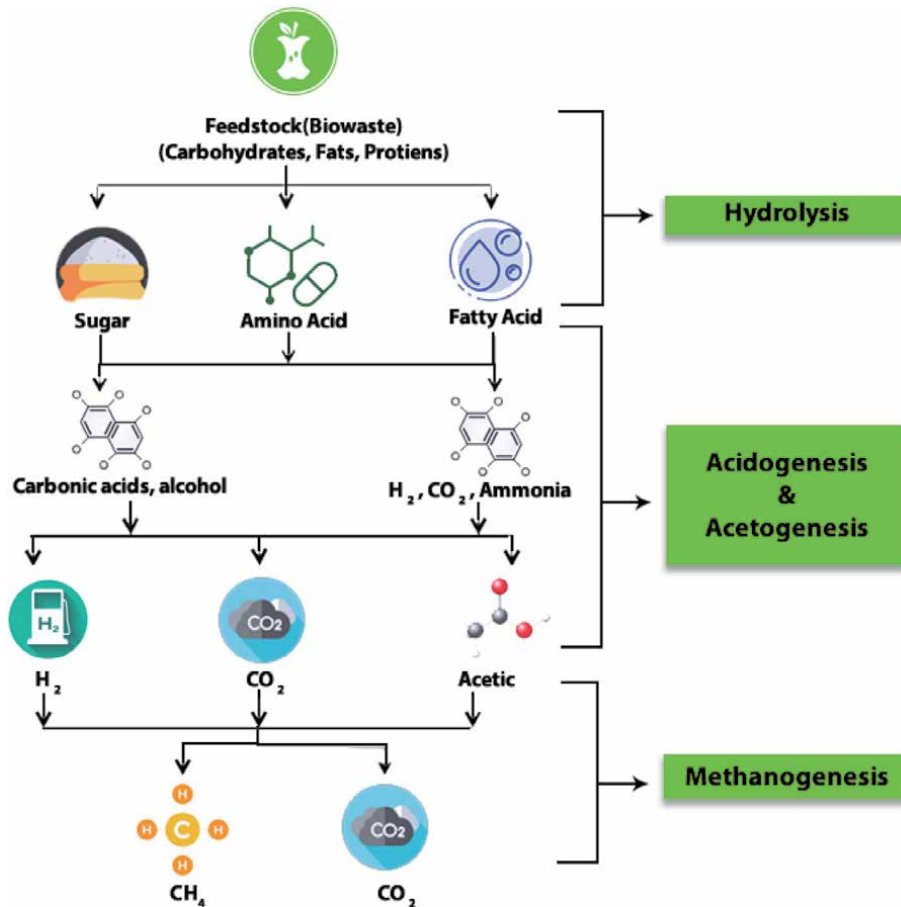 Feedstock(Biowaste)
(Carbohydrates, Fats, Protiens)
Hydrolysis
Sugar
Amino Acid
Fatty Acid
Carbonic acids, alcohol
H₂, CO₂, Ammonia
Acidogenesis
&
Acetogenesis
H₂
CO2
H₂
CO₂
Acetic
Methanogenesis
H
H
C
H
H
CO2
CH₄
CO₂